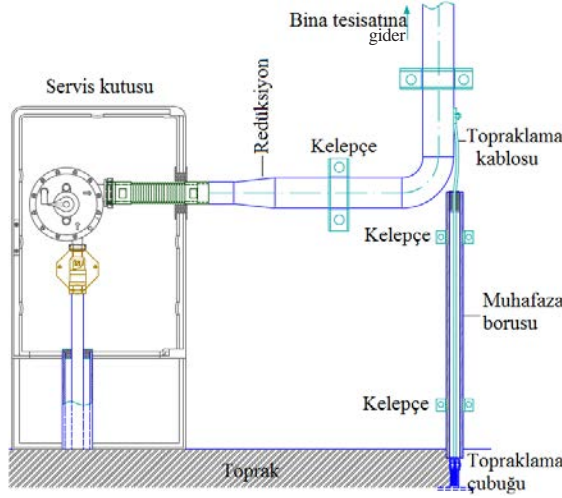 Bina tesisatına
gider
Servis kutusu
Redüksiyon
Kelepçe
Topraklama
kablosu
Kelepçe
Muhafaza
borusu
Kelepçe
Toprak
Topraklama
çubuğu